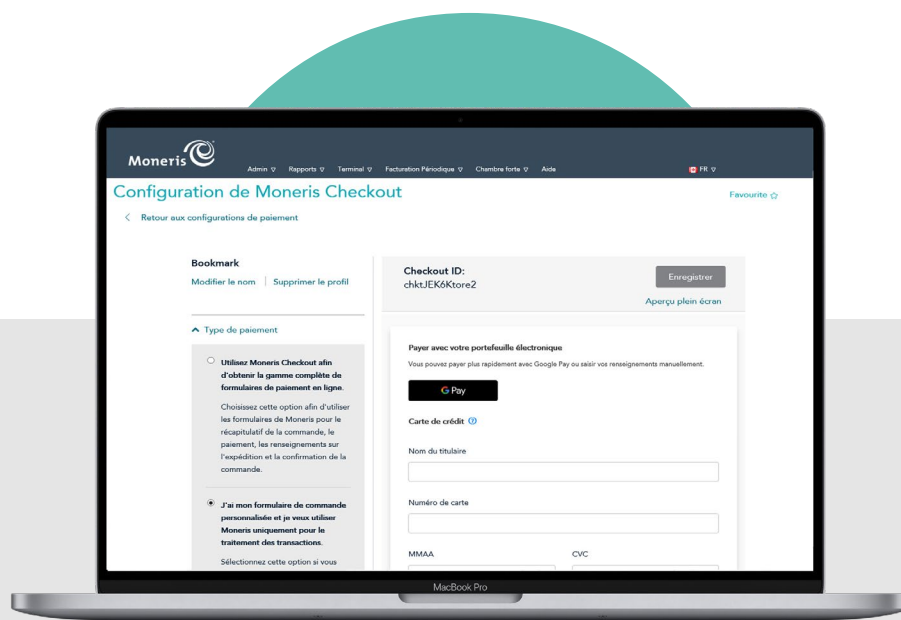 Moneris
Admin Rapports Terminal Facturation Périodique Chambre forte Aide FR
Configuration de Moneris Checkout
Favourite
Retour aux configurations de paiement
Bookmark
Modifier le nom | Supprimer le profil
Type de paiement
Utilisez Moneris Checkout afin
d'obtenir la gamme complète de
formulaires de paiement en ligne.
Choisissez cette option afin d'utiliser
les formulaires de Moneris pour le
récapitulatif de la commande, le
paiement, les renseignements sur
l'expédition et la confirmation de la
commande.
J'ai mon formulaire de commande
personnalisée et je veux utiliser
Moneris uniquement pour le
traitement des transactions.
Sélectionnez cette option si vous
Checkout ID:
chktJEK6Ktore2
Enregistrer
Aperçu plein écran
Payer avec votre portefeuille électronique
Vous pouvez payer plus rapidement avec Google Pay ou saisir vos renseignements manuellement.
G Pay
Carte de crédit ?
Nom du titulaire
Numéro de carte
MMAA
CVC
MacBook Pro